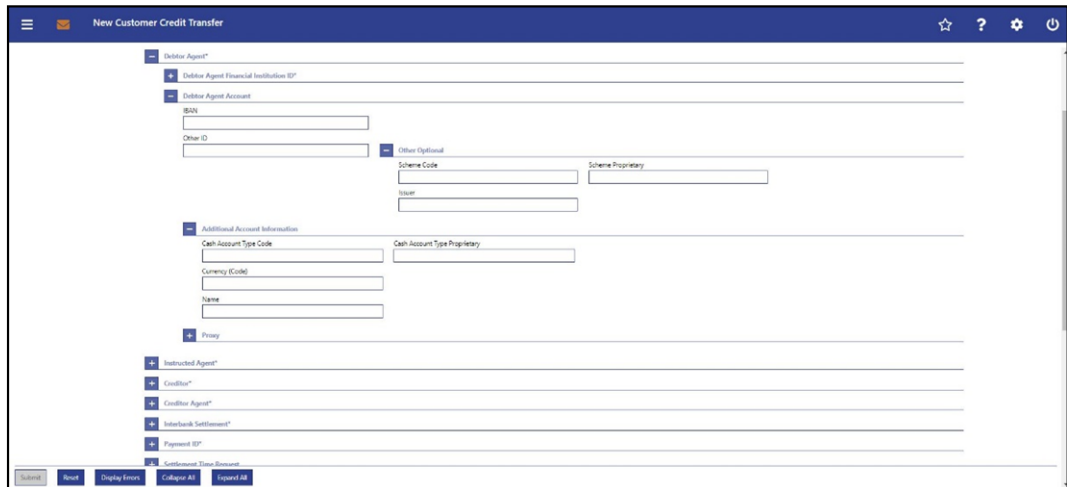 New Customer Credit Transfer
?
Debtor Agent*
Debtor Agent Financial Institution ID*
Debtor Agent Account
IBAN
Other ID
Other Optional
Scheme Code Scheme Proprietary
Issuer
Additional Account Information
Cash Account Type Code Cash Account Type Proprietary
Currency (Code)
Name
Proxy
Instructed Agent*
Creditor*
Creditor Agent*
Interbank Settlement*
Payment ID*
Settlement Time Request
Submit Reset Display Errors Collapse All Expand All